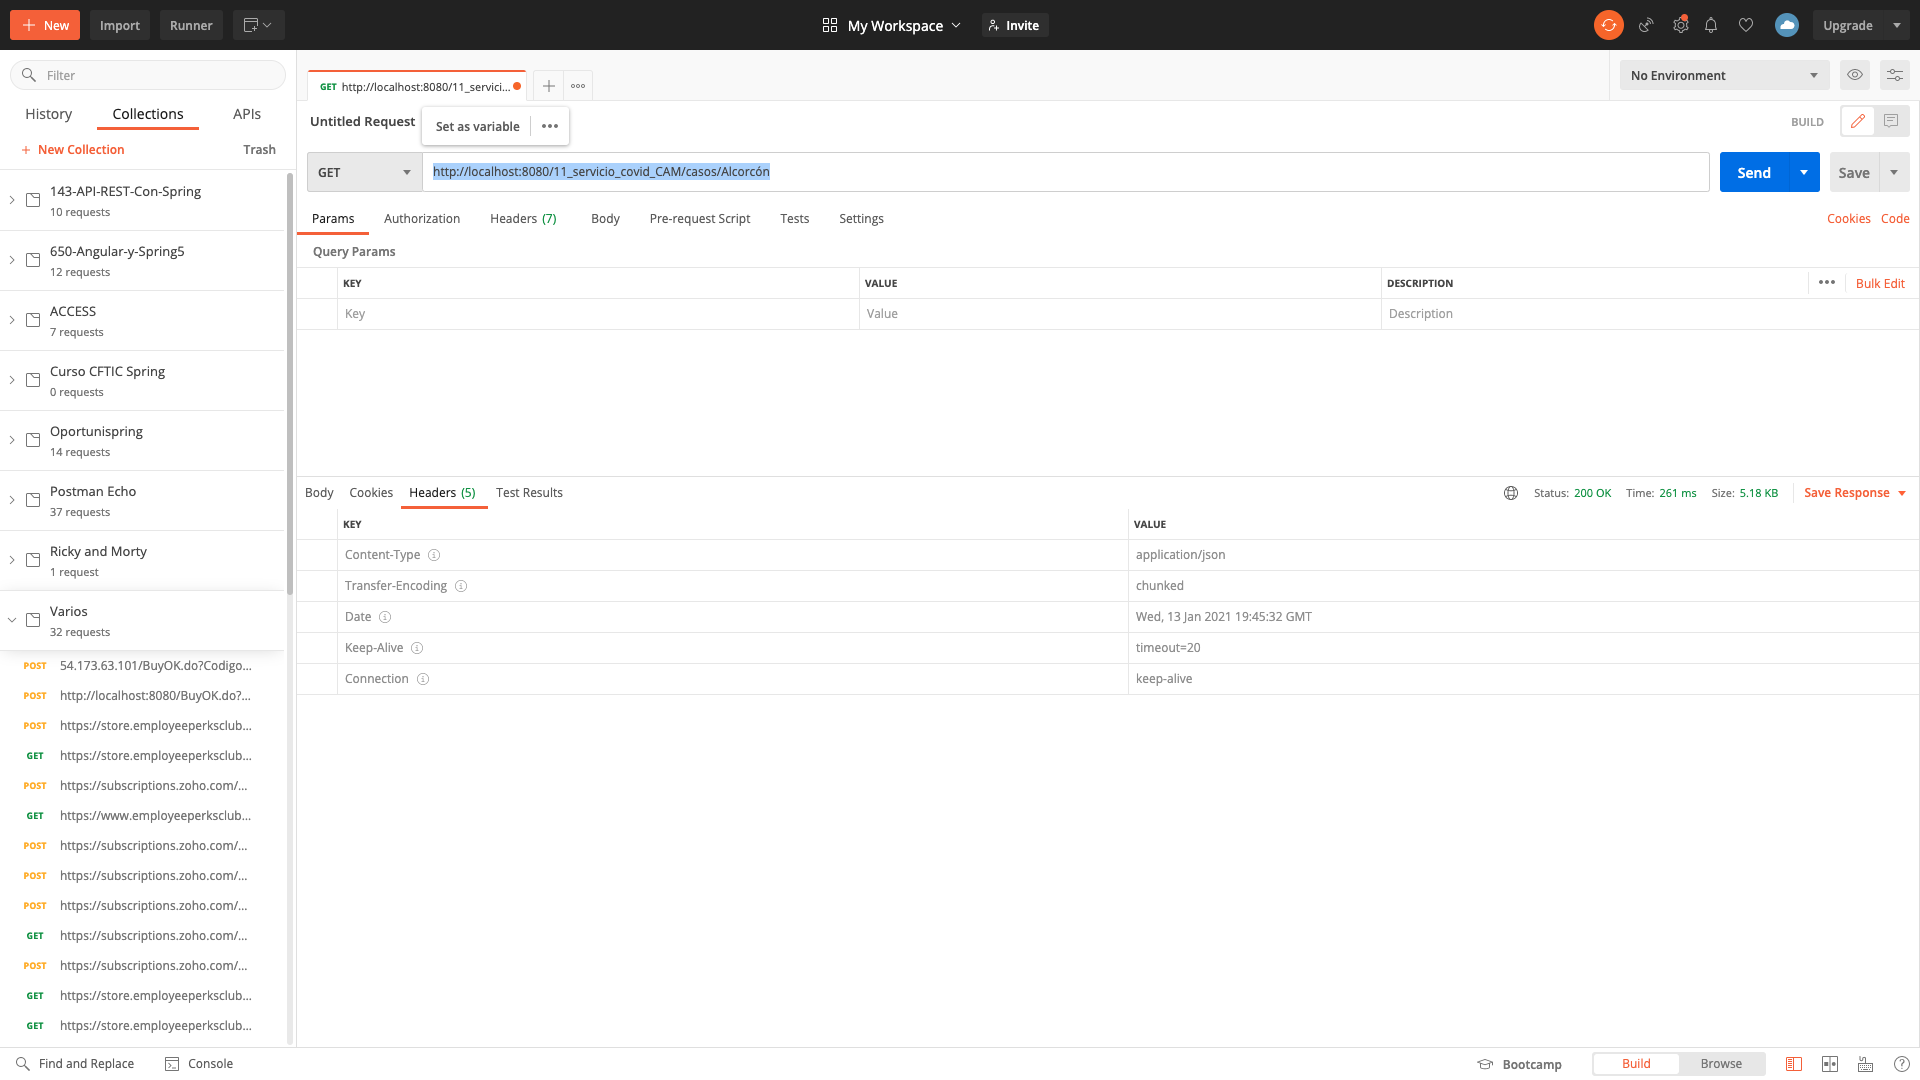 New Import Runner My Workspace Invite Upgrade
Filter
History Collections APIs
New Collection Trash
143-API-REST-Con-Spring
10 requests
650-Angular-y-Spring5
12 requests
ACCESS
7 requests
Curso CFTIC Spring
0 requests
Oportunispring
14 requests
Postman Echo
37 requests
Ricky and Morty
1 request
Varios
32 requests
POST 54.173.63.101/BuyOK.do?Codigo...
POST http://localhost:8080/BuyOK.do?...
POST https://store.employeeperksclub...
GET https://store.employeeperksclub...
POST https://subscriptions.zoho.com/...
GET https://www.employeeperksclub...
POST https://subscriptions.zoho.com/...
POST https://subscriptions.zoho.com/...
POST https://subscriptions.zoho.com/...
GET https://subscriptions.zoho.com/...
POST https://subscriptions.zoho.com/...
GET https://store.employeeperksclub...
GET https://store.employeeperksclub...
GET http://localhost:8080/11_servici...
No Environment
Untitled Request
Set as variable
BUILD
GET http://localhost:8080/11_servicio_covid_CAM/casos/Alcorcón Send Save
Params Authorization Headers (7) Body Pre-request Script Tests Settings Cookies Code
Query Params
KEY VALUE DESCRIPTION Bulk Edit
Key Value Description
Body Cookies Headers (5) Test Results Status: 200 OK Time: 261 ms Size: 5.18 KB Save Response
KEY VALUE
Content-Type application/json
Transfer-Encoding chunked
Date Wed, 13 Jan 2021 19:45:32 GMT
Keep-Alive timeout=20
Connection keep-alive
Find and Replace Console Bootcamp Build Browse